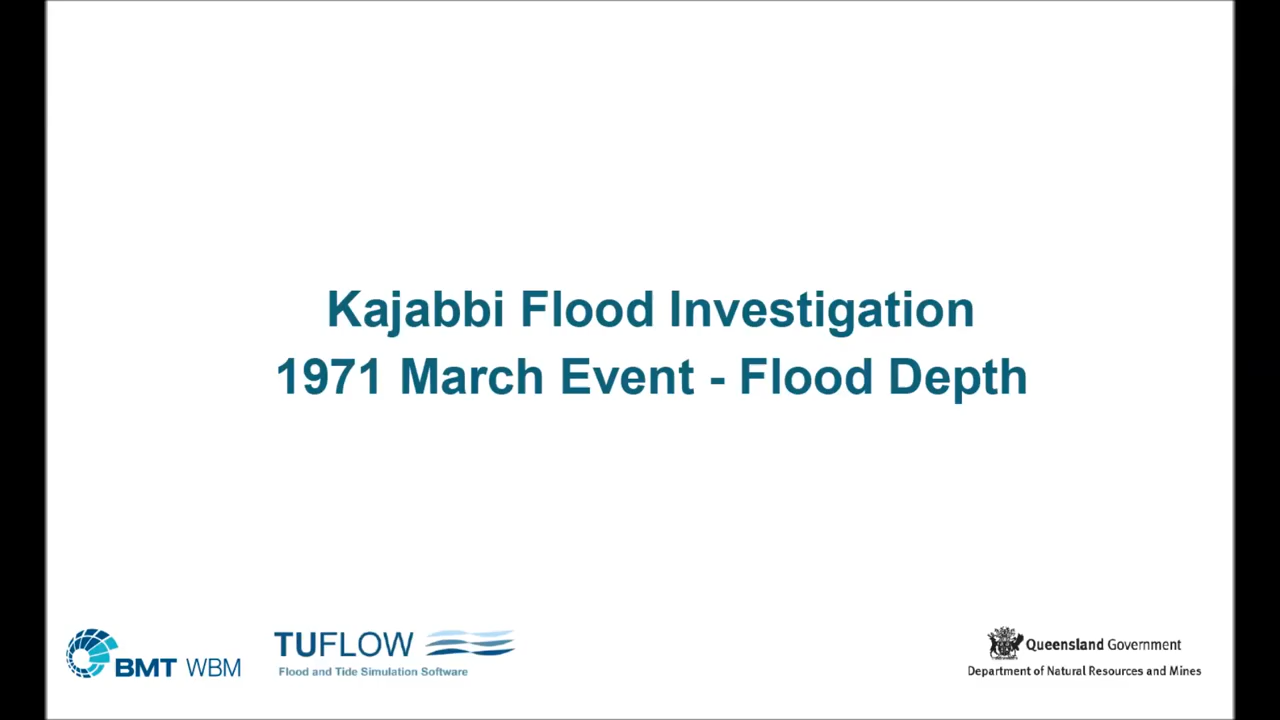 Kajabbi Flood Investigation
1971 March Event - Flood Depth
BMT WBM
TUFLOW
Flood and Tide Simulation Software
Queensland Government
Department of Natural Resources and Mines